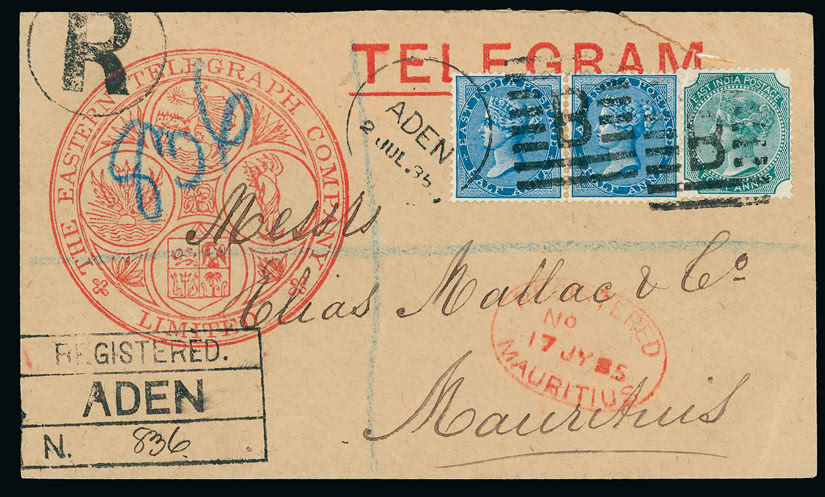 R
THE EASTERN TELEGRAPH COMPANY
LIMITED
836
TELEGRAM
ADEN
2 JUL. 85
EAST INDIA POSTAGE
HALF ANNA
B
EAST INDIA POSTAGE
HALF ANNA
EAST INDIA POSTAGE
FOUR ANNAS
B
Messrs
Elias Mallac & Co
Mauritius
REGISTERED
No
17 JY 85
MAURITIUS
REGISTERED.
ADEN
N. 836